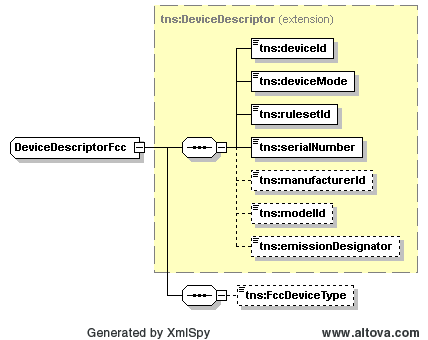 tns:DeviceDescriptor (extension)
tns:deviceId
tns:deviceMode
tns:rulesetId
DeviceDescriptorFcc
tns:serialNumber
tns:manufacturerId
tns:modelId
tns:emissionDesignator
tns:FccDeviceType
Generated by XmlSpy www.altova.com